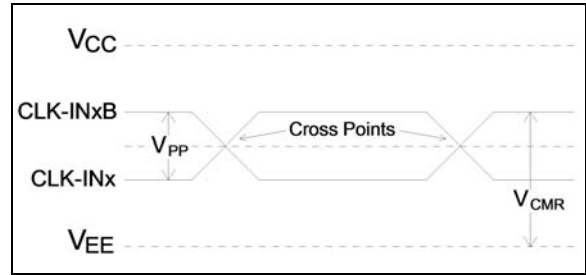 VCC
CLK-INxB
Cross Points
VPP
CLK-INx
VCMR
VEE